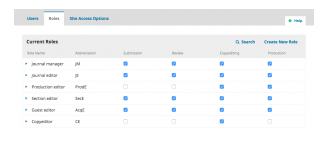 Users Roles Site Access Options
Help
Current Roles Search Create New Role
Role Name Abbreviation Submission Review Copyediting Production
Journal manager JM
Journal editor JE
Production editor ProdE
Section editor SecE
Guest editor AcqE
Copyeditor CE